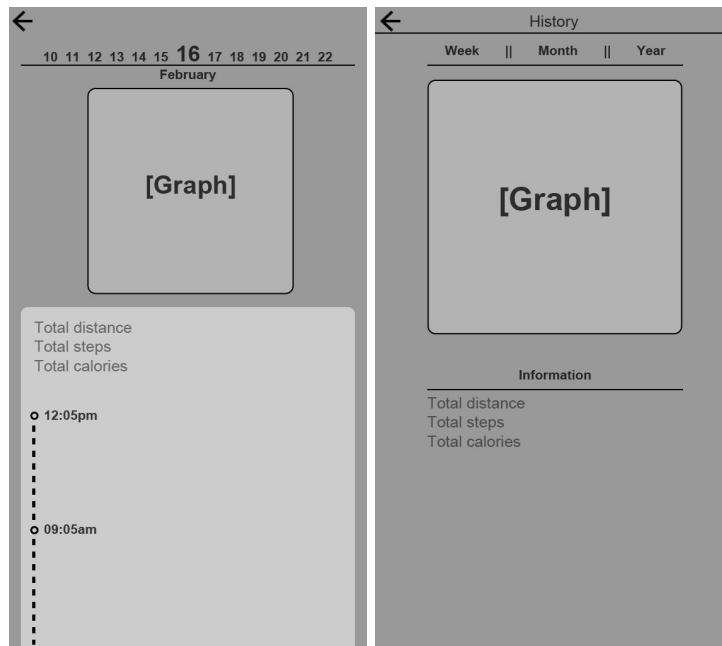 10 11 12 13 14 15 16 17 18 19 20 21 22
February
[Graph]
Total distance
Total steps
Total calories
12:05pm
09:05am
History
Week || Month || Year
[Graph]
Information
Total distance
Total steps
Total calories